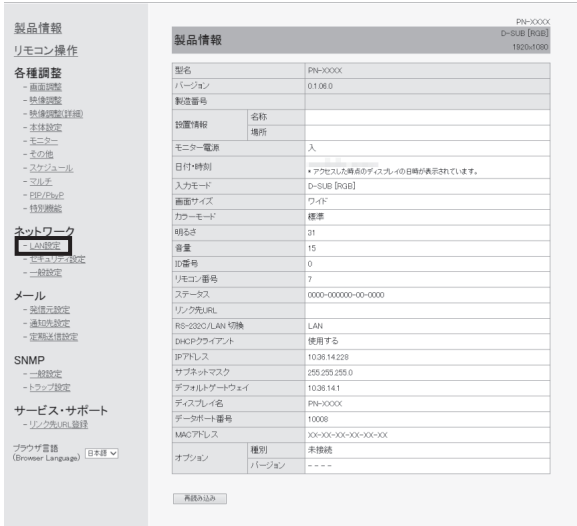 製品情報
リモコン操作
各種調整
- 画面調整
- 映像調整
- 映像調整(詳細)
- 本体設定
- モニター
- その他
- スケジュール
- マルチ
- PIP/PbyP
- 特別機能
ネットワーク
- LAN設定
- セキュリティ設定
- 一般設定
メール
- 発信元設定
- 通知先設定
- 定期送信設定
SNMP
- 一般設定
- トラップ設定
サービス・サポート
- リンク先URL登録
ブラウザ言語
(Browser Language) 日本語
PN-XXXX
製品情報 D-SUB [RGB]
1920x1080
型名 PN-XXXX
バージョン 0.1.06.0
製造番号
設置情報 名称
場所
モニター電源 入
日付・時刻 * アクセスした時点のディスプレイの日時が表示されています。
入力モード D-SUB [RGB]
画面サイズ ワイド
カラーモード 標準
明るさ 31
音量 15
ID番号 0
リモコン番号 7
ステータス 0000-000000-00-0000
リンク先URL
RS-232C/LAN 切換 LAN
DHCPクライアント 使用する
IPアドレス 10.36.14.228
サブネットマスク 255.255.255.0
デフォルトゲートウェイ 10.36.14.1
ディスプレイ名 PN-XXXX
データポート番号 10008
MACアドレス XX-XX-XX-XX-XX-XX
オプション 種別 未接続
バージョン - - - -
再読み込み